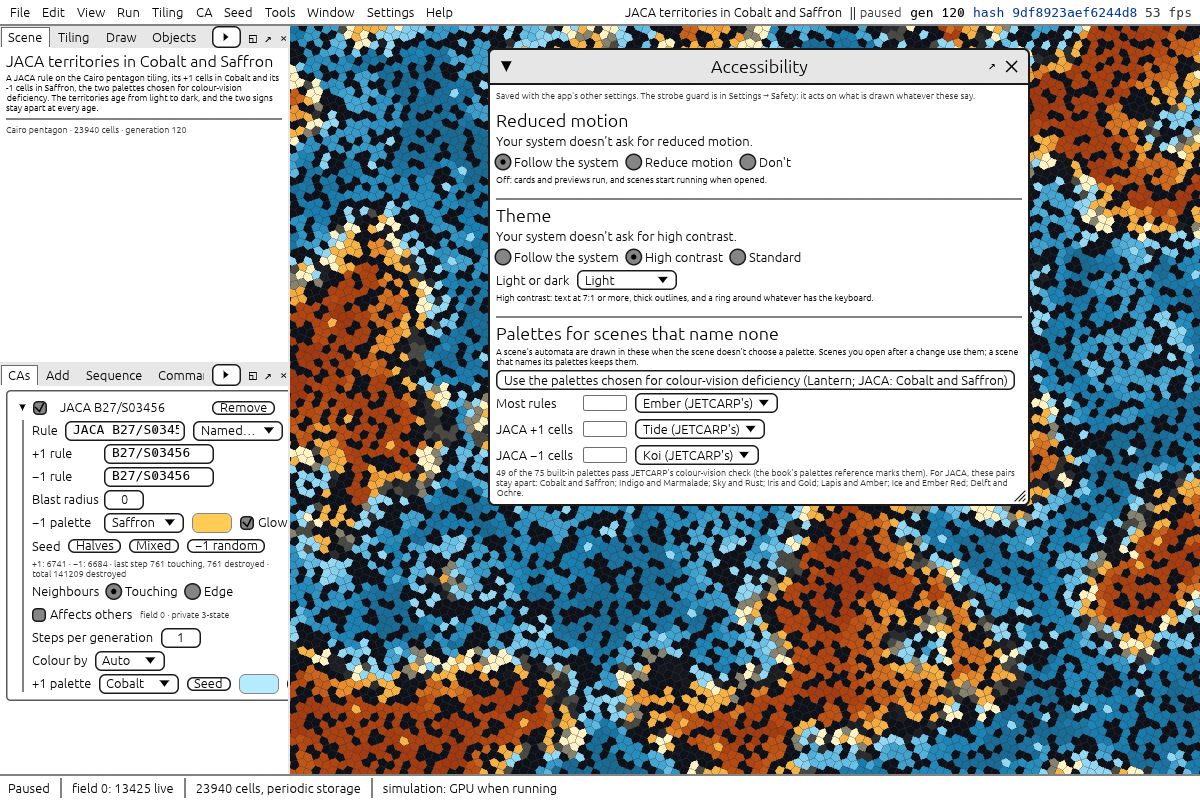 File Edit View Run Tiling CA Seed Tools Window Settings Help JACA territories in Cobalt and Saffron || paused gen 120 hash 9df8923aef6244d8 53 fps
Scene Tiling Draw Objects
JACA territories in Cobalt and Saffron
A JACA rule on the Cairo pentagon tiling, its +1 cells in Cobalt and its
-1 cells in Saffron, the two palettes chosen for colour-vision
deficiency. The territories age from light to dark, and the two signs
stay apart at every age.
Cairo pentagon · 23940 cells · generation 120
CAs Add Sequence Comma
JACA B27/S03456 Remove
Rule JACA B27/S0345 Named...
+1 rule B27/S03456
−1 rule B27/S03456
Blast radius 0
−1 palette Saffron Glow
Seed Halves Mixed −1 random
+1: 6741 · −1: 6684 · last step 761 touching, 761 destroyed ·
total 141209 destroyed
Neighbours Touching Edge
Affects others field 0 · private 3-state
Steps per generation 1
Colour by Auto
+1 palette Cobalt Seed
Accessibility
Saved with the app's other settings. The strobe guard is in Settings → Safety: it acts on what is drawn whatever these say.
Reduced motion
Your system doesn't ask for reduced motion.
Follow the system Reduce motion Don't
Off: cards and previews run, and scenes start running when opened.
Theme
Your system doesn't ask for high contrast.
Follow the system High contrast Standard
Light or dark Light
High contrast: text at 7:1 or more, thick outlines, and a ring around whatever has the keyboard.
Palettes for scenes that name none
A scene's automata are drawn in these when the scene doesn't choose a palette. Scenes you open after a change use them; a scene
that names its palettes keeps them.
Use the palettes chosen for colour-vision deficiency (Lantern; JACA: Cobalt and Saffron)
Most rules Ember (JETCARP's)
JACA +1 cells Tide (JETCARP's)
JACA −1 cells Koi (JETCARP's)
49 of the 75 built-in palettes pass JETCARP's colour-vision check (the book's palettes reference marks them). For JACA, these pairs
stay apart: Cobalt and Saffron; Indigo and Marmalade; Sky and Rust; Iris and Gold; Lapis and Amber; Ice and Ember Red; Delft and
Ochre.
Paused field 0: 13425 live 23940 cells, periodic storage simulation: GPU when running